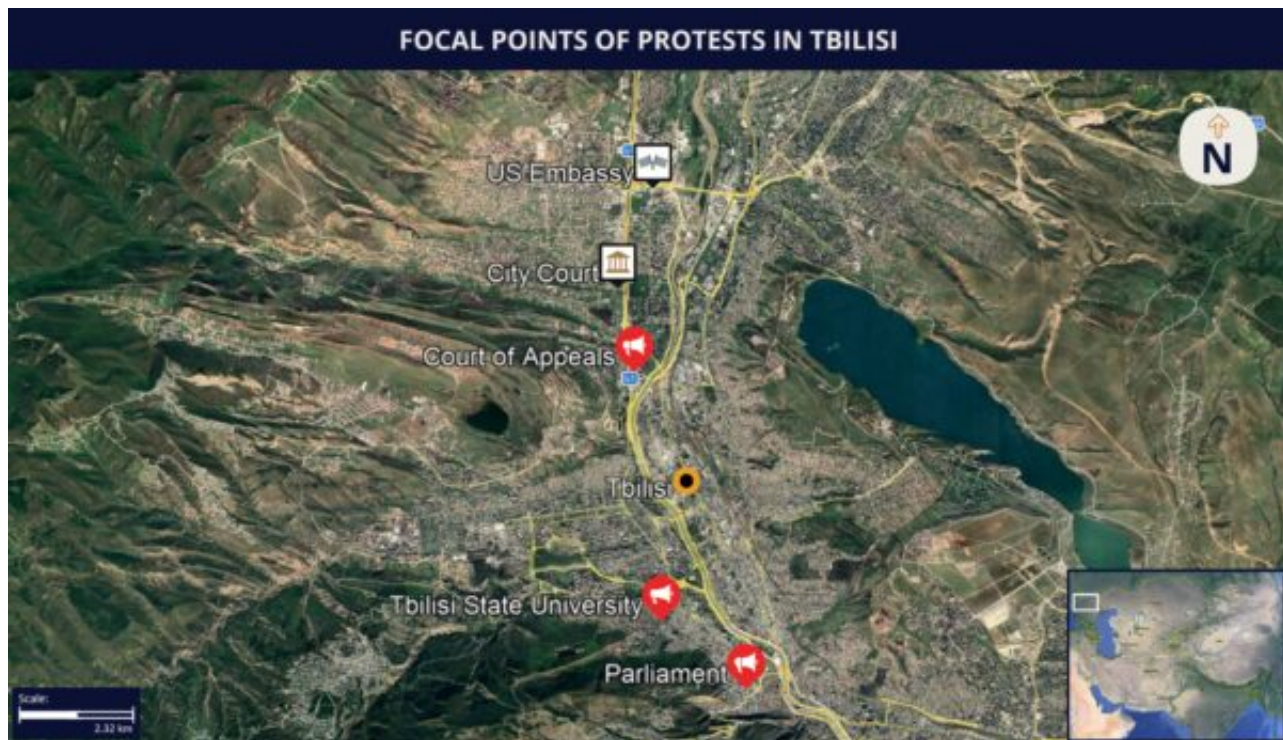 FOCAL POINTS OF PROTESTS IN TBILISI
N
US Embassy
City Court
Court of Appeals
Tbilisi
Tbilisi State University
Parliament
Scale:
2.32 km